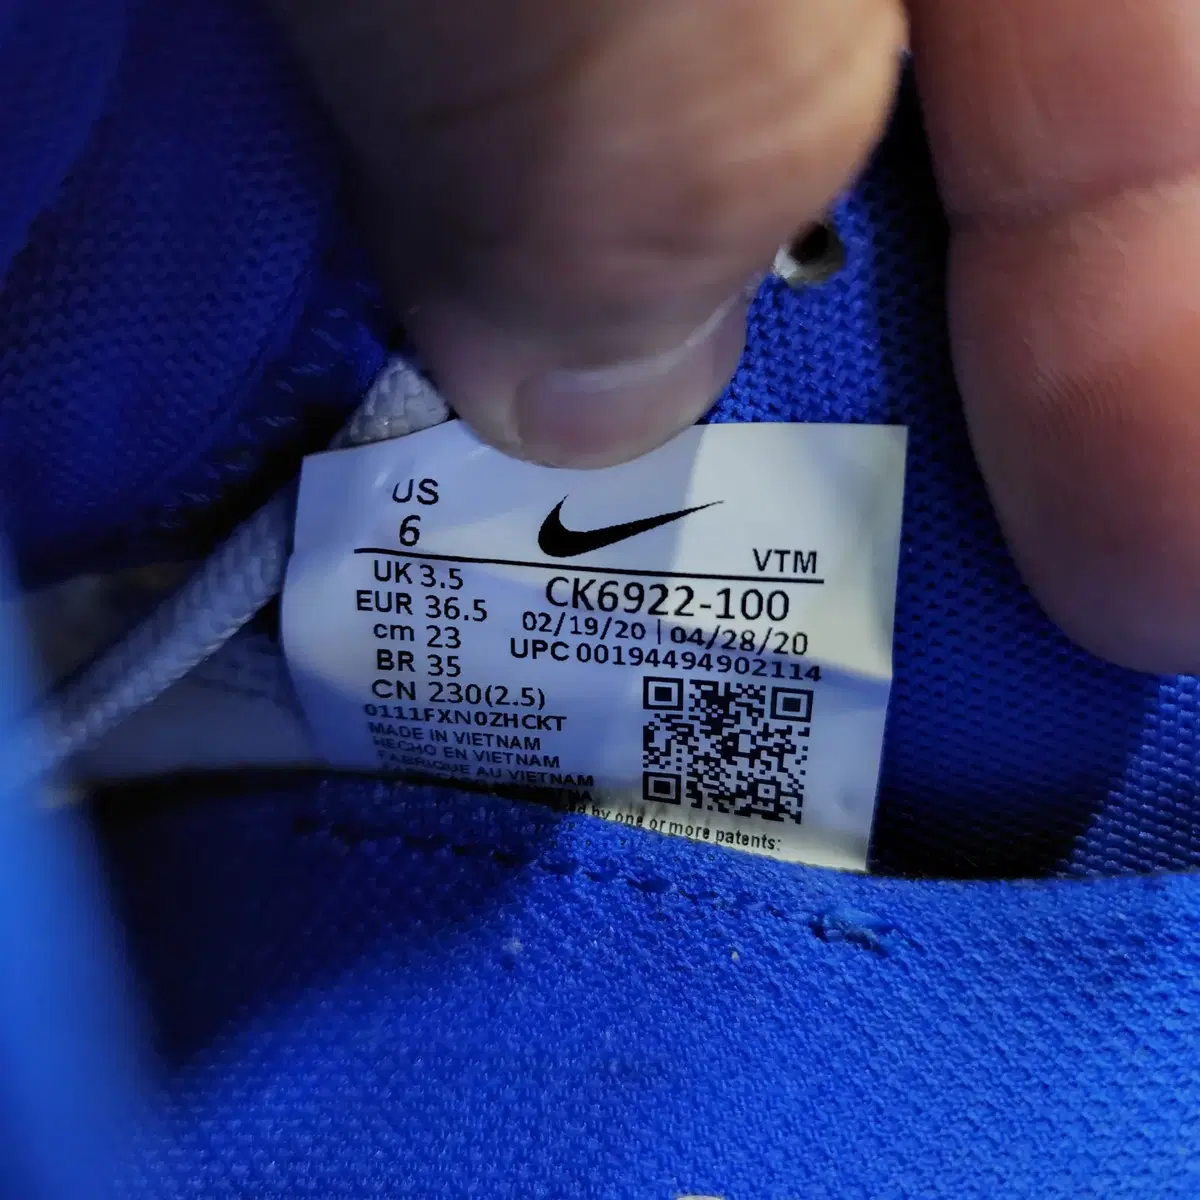 US
6
VTM
UK 3.5
CK6922-100
EUR 36.5
02/19/20 | 04/28/20
cm 23
UPC 00194494902114
BR 35
CN 230(2.5)
0111FXN0ZHCKT
MADE IN VIETNAM
HECHO EN VIETNAM
FABRIQUE AU VIETNAM
by one or more patents: